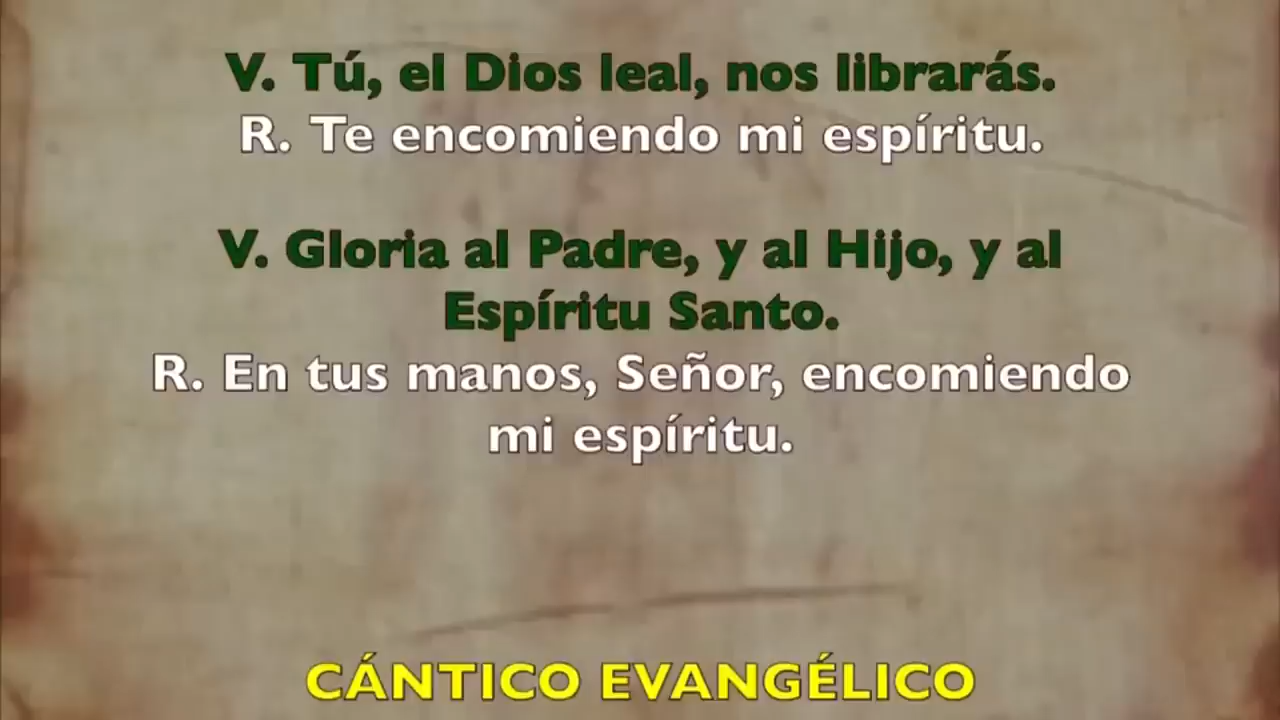 V. Tú, el Dios leal, nos librarás.
R. Te encomiendo mi espíritu.
V. Gloria al Padre, y al Hijo, y al
Espíritu Santo.
R. En tus manos, Señor, encomiendo
mi espíritu.
CÁNTICO EVANGÉLICO